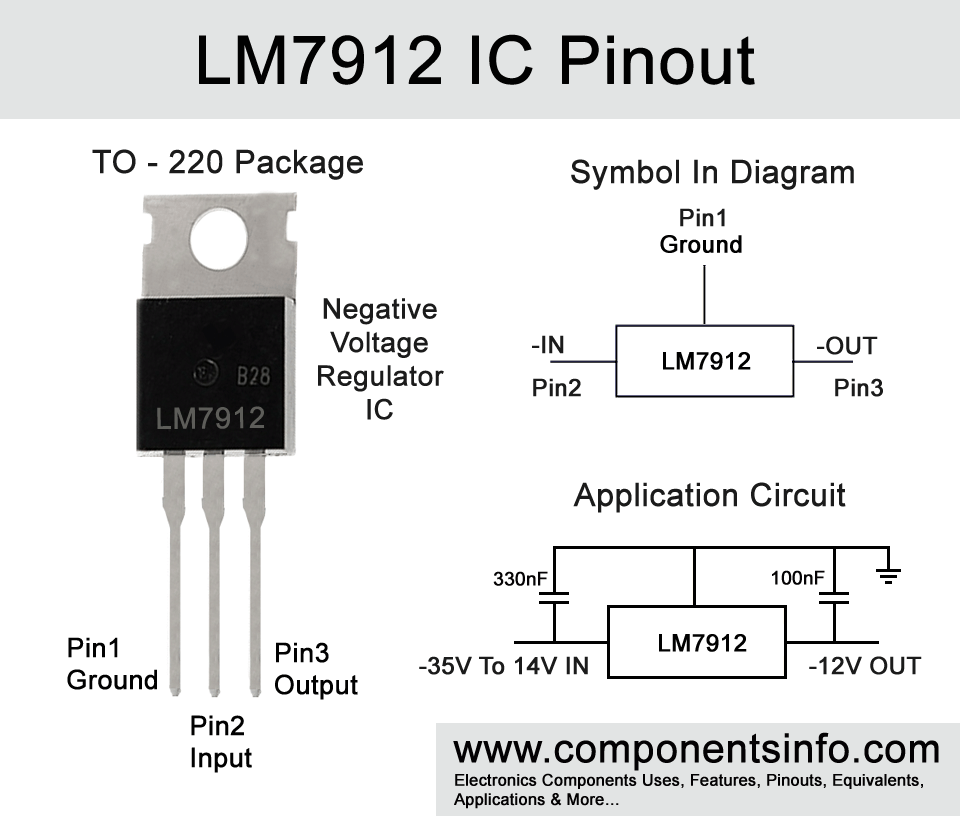 LM7912 IC Pinout
TO - 220 Package
B28
LM7912
Negative
Voltage
Regulator
IC
Pin1
Ground
Pin2
Input
Pin3
Output
Symbol In Diagram
Pin1
Ground
-IN
Pin2
LM7912
-OUT
Pin3
Application Circuit
330nF
100nF
LM7912
-35V To 14V IN
-12V OUT
www.componentsinfo.com
Electronics Components Uses, Features, Pinouts, Equivalents,
Applications & More...